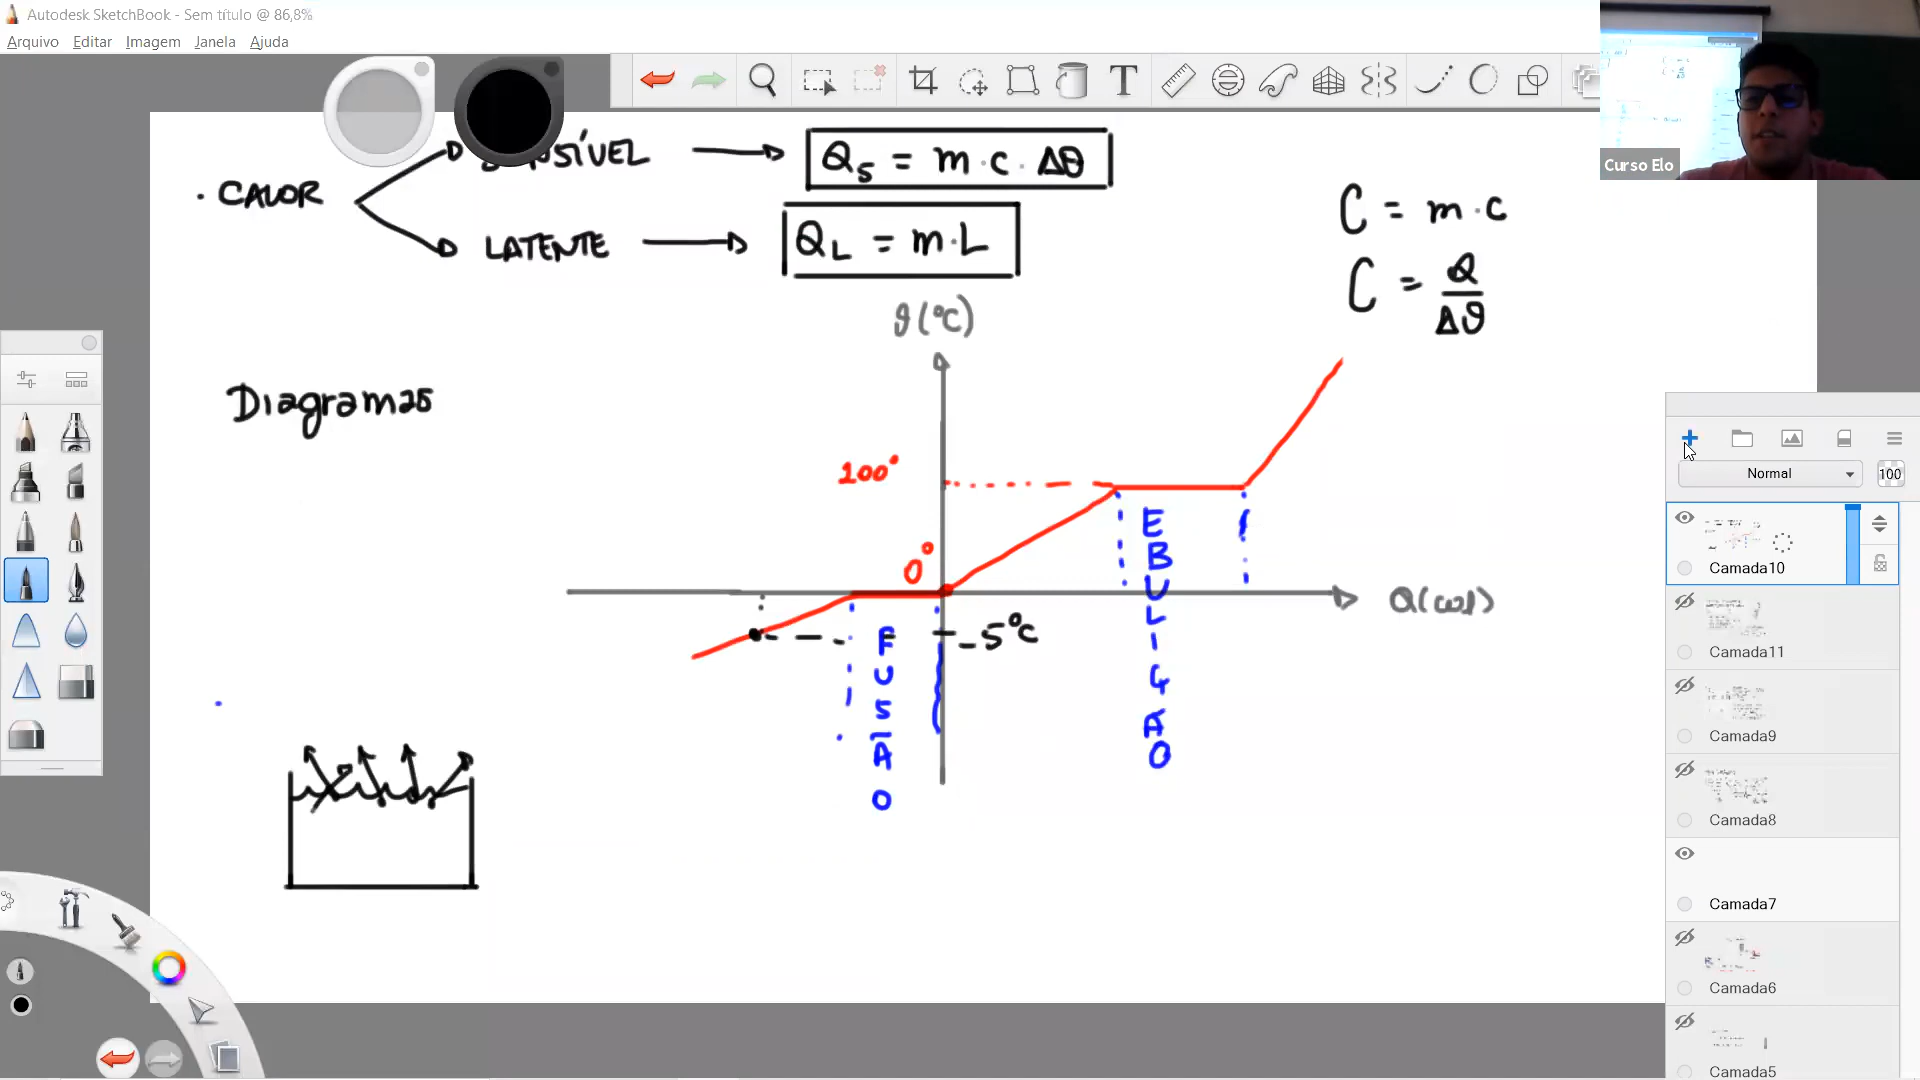 Autodesk SketchBook - Sem título @ 86,8%
Arquivo Editar Imagem Janela Ajuda
Curso Elo
SÍVEL
Qs = m·c·Δθ
· CALOR
LATENTE
QL = m·L
C = m·c
C = Q/Δθ
θ(°C)
Diagramas
100°
0°
Q(cal)
-5°C
FUSÃO
EBULIÇÃO
Normal
100
Camada10
Camada11
Camada9
Camada8
Camada7
Camada6
Camada5